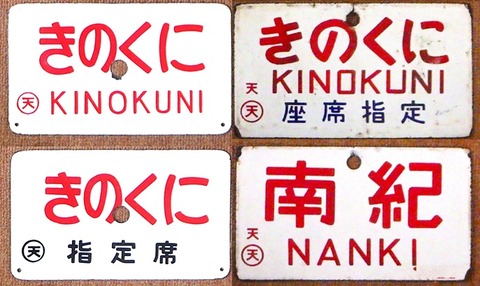 きのくに
天 KINOKUNI
きのくに
天 KINOKUNI
天 座席指定
きのくに
天 指定席
南紀
天
天 NANKI